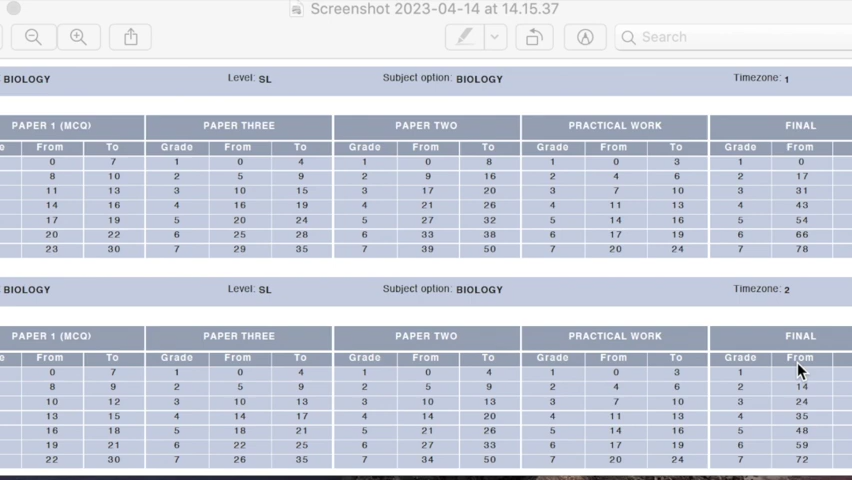 Screenshot 2023-04-14 at 14.15.37
Search
BIOLOGY Level: SL Subject option: BIOLOGY Timezone: 1
PAPER 1 (MCQ) PAPER THREE PAPER TWO PRACTICAL WORK FINAL
From To Grade From To Grade From To Grade From To Grade From
0 7 1 0 4 1 0 8 1 0 3 1 0
8 10 2 5 9 2 9 16 2 4 6 2 17
11 13 3 10 15 3 17 20 3 7 10 3 31
14 16 4 16 19 4 21 26 4 11 13 4 43
17 19 5 20 24 5 27 32 5 14 16 5 54
20 22 6 25 28 6 33 38 6 17 19 6 66
23 30 7 29 35 7 39 50 7 20 24 7 78
BIOLOGY Level: SL Subject option: BIOLOGY Timezone: 2
PAPER 1 (MCQ) PAPER THREE PAPER TWO PRACTICAL WORK FINAL
From To Grade From To Grade From To Grade From To Grade From
0 7 1 0 4 1 0 4 1 0 3 1
8 9 2 5 9 2 5 9 2 4 6 2 14
10 12 3 10 13 3 10 13 3 7 10 3 24
13 15 4 14 17 4 14 20 4 11 13 4 35
16 18 5 18 21 5 21 26 5 14 16 5 48
19 21 6 22 25 6 27 33 6 17 19 6 59
22 30 7 26 35 7 34 50 7 20 24 7 72